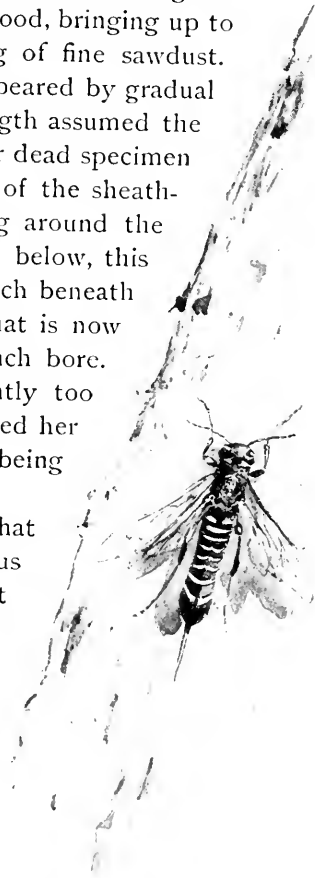 ood, bringing up to
g of fine sawdust.
peared by gradual
gth assumed the
r dead specimen
of the sheath-
g around the
below, this
ch beneath
at is now
nch bore.
tly too
ed her
being
hat
us
t